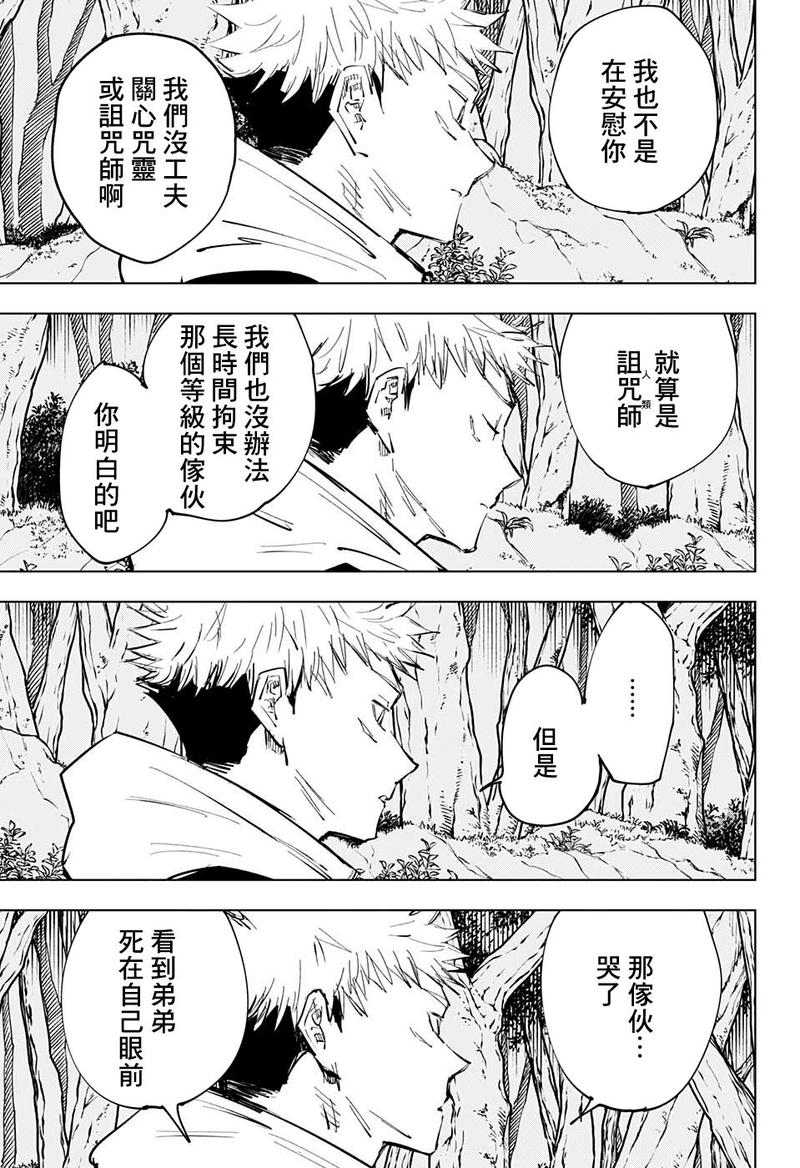 我也不是
在安慰你
我們沒工夫
關心咒靈
或詛咒師啊
就算是
詛咒師
人類
我們也沒辦法
長時間拘束
那個等級的傢伙
你明白的吧
……
但是
那傢伙…
哭了
看到弟弟
死在自己眼前